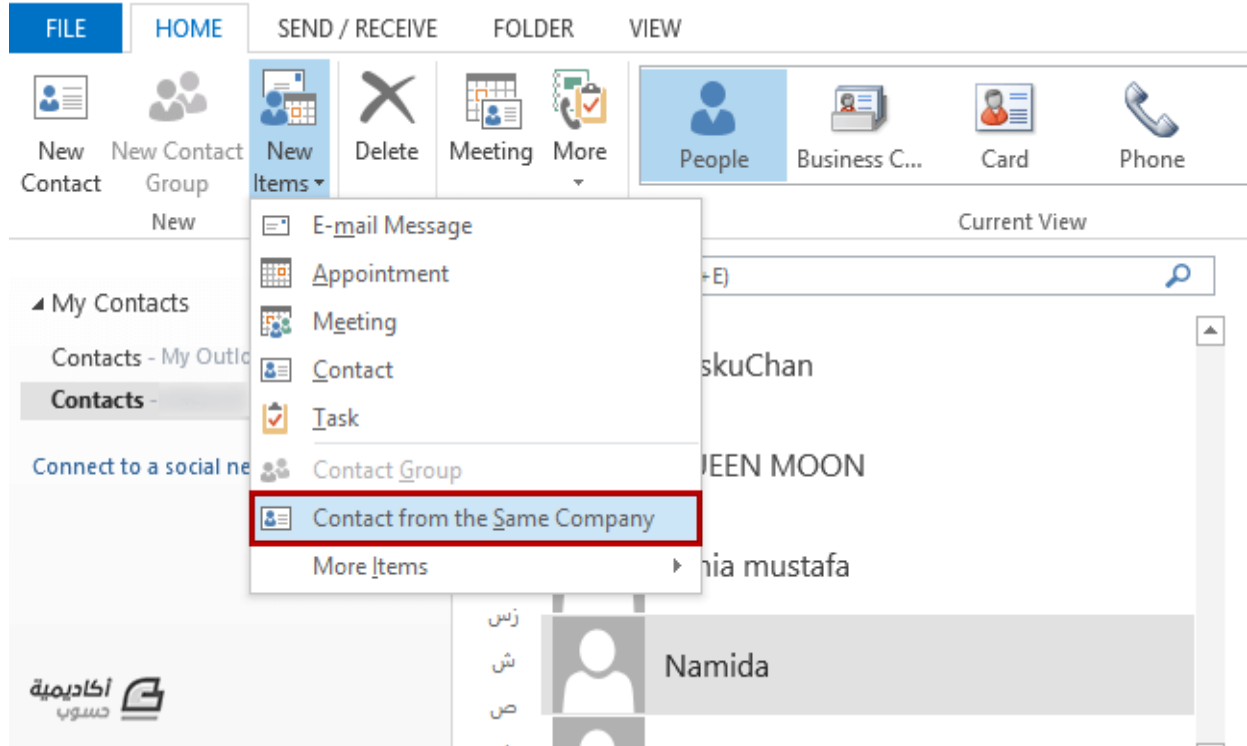 FILE HOME SEND / RECEIVE FOLDER VIEW
New Contact
New Contact Group
New Items
Delete
Meeting
More
People
Business C...
Card
Phone
New
Current View
E-mail Message
Appointment
Meeting
Contact
Task
Contact Group
Contact from the Same Company
More Items
+E)
My Contacts
Contacts - My Outlo
Contacts -
Connect to a social ne
skuChan
EEN MOON
nia mustafa
زس
ش
Namida
ص
أكاديمية
حسوب